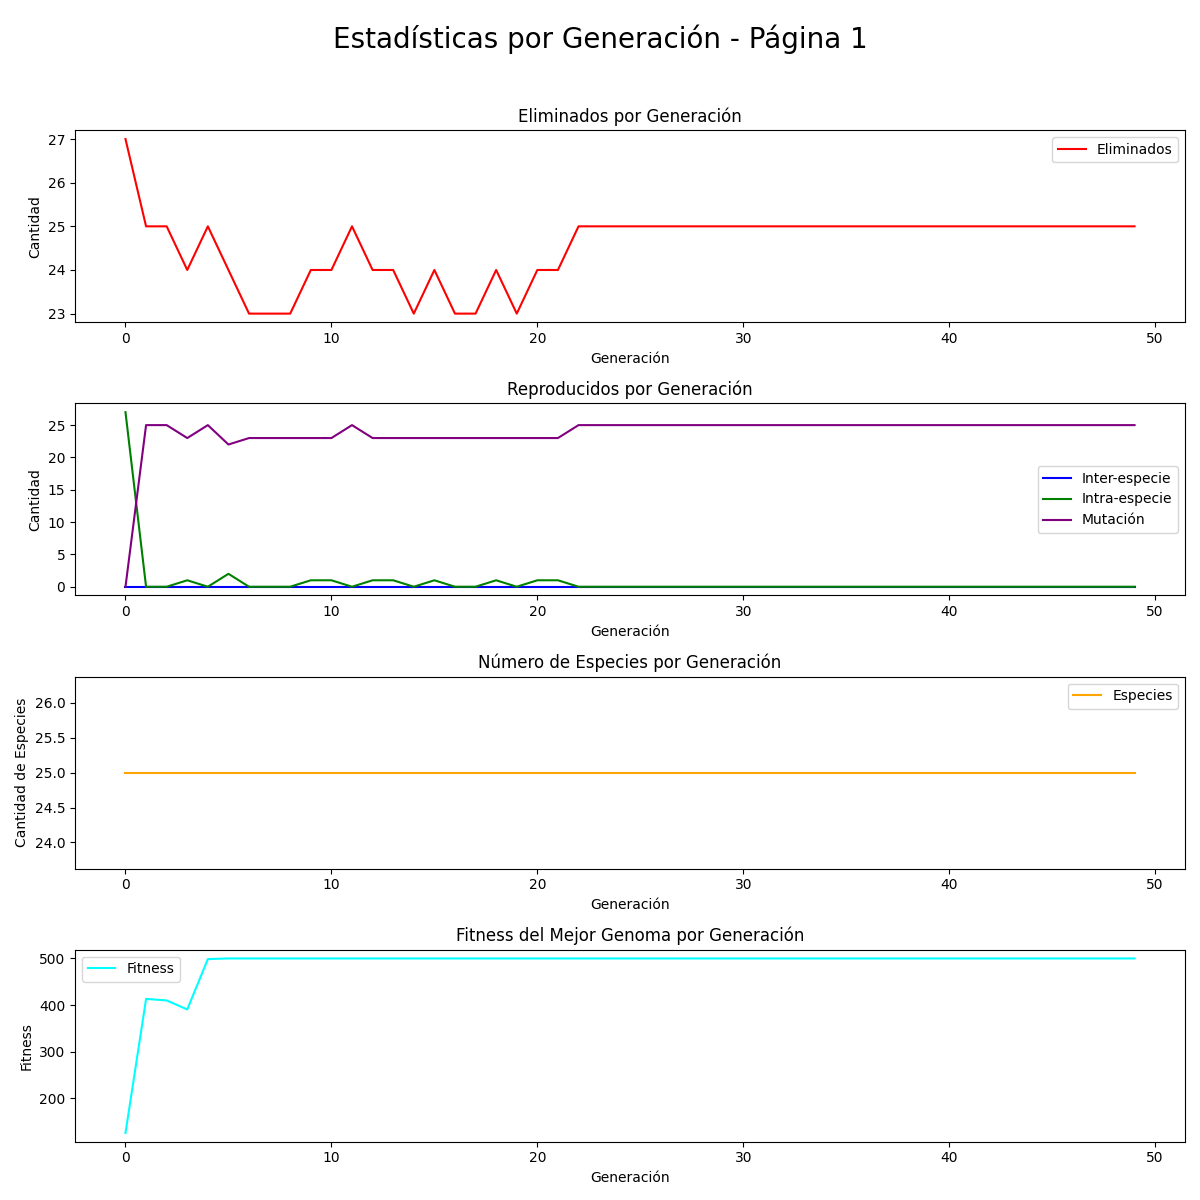 Estadísticas por Generación - Página 1
Eliminados por Generación
27
26
25
24
23
Cantidad
Eliminados
0 10 20 30 40 50
Generación
Reproducidos por Generación
25
20
15
10
5
0
Cantidad
Inter-especie
Intra-especie
Mutación
0 10 20 30 40 50
Generación
Número de Especies por Generación
26.0
25.5
25.0
24.5
24.0
Cantidad de Especies
Especies
0 10 20 30 40 50
Generación
Fitness del Mejor Genoma por Generación
500
400
300
200
Fitness
Fitness
0 10 20 30 40 50
Generación